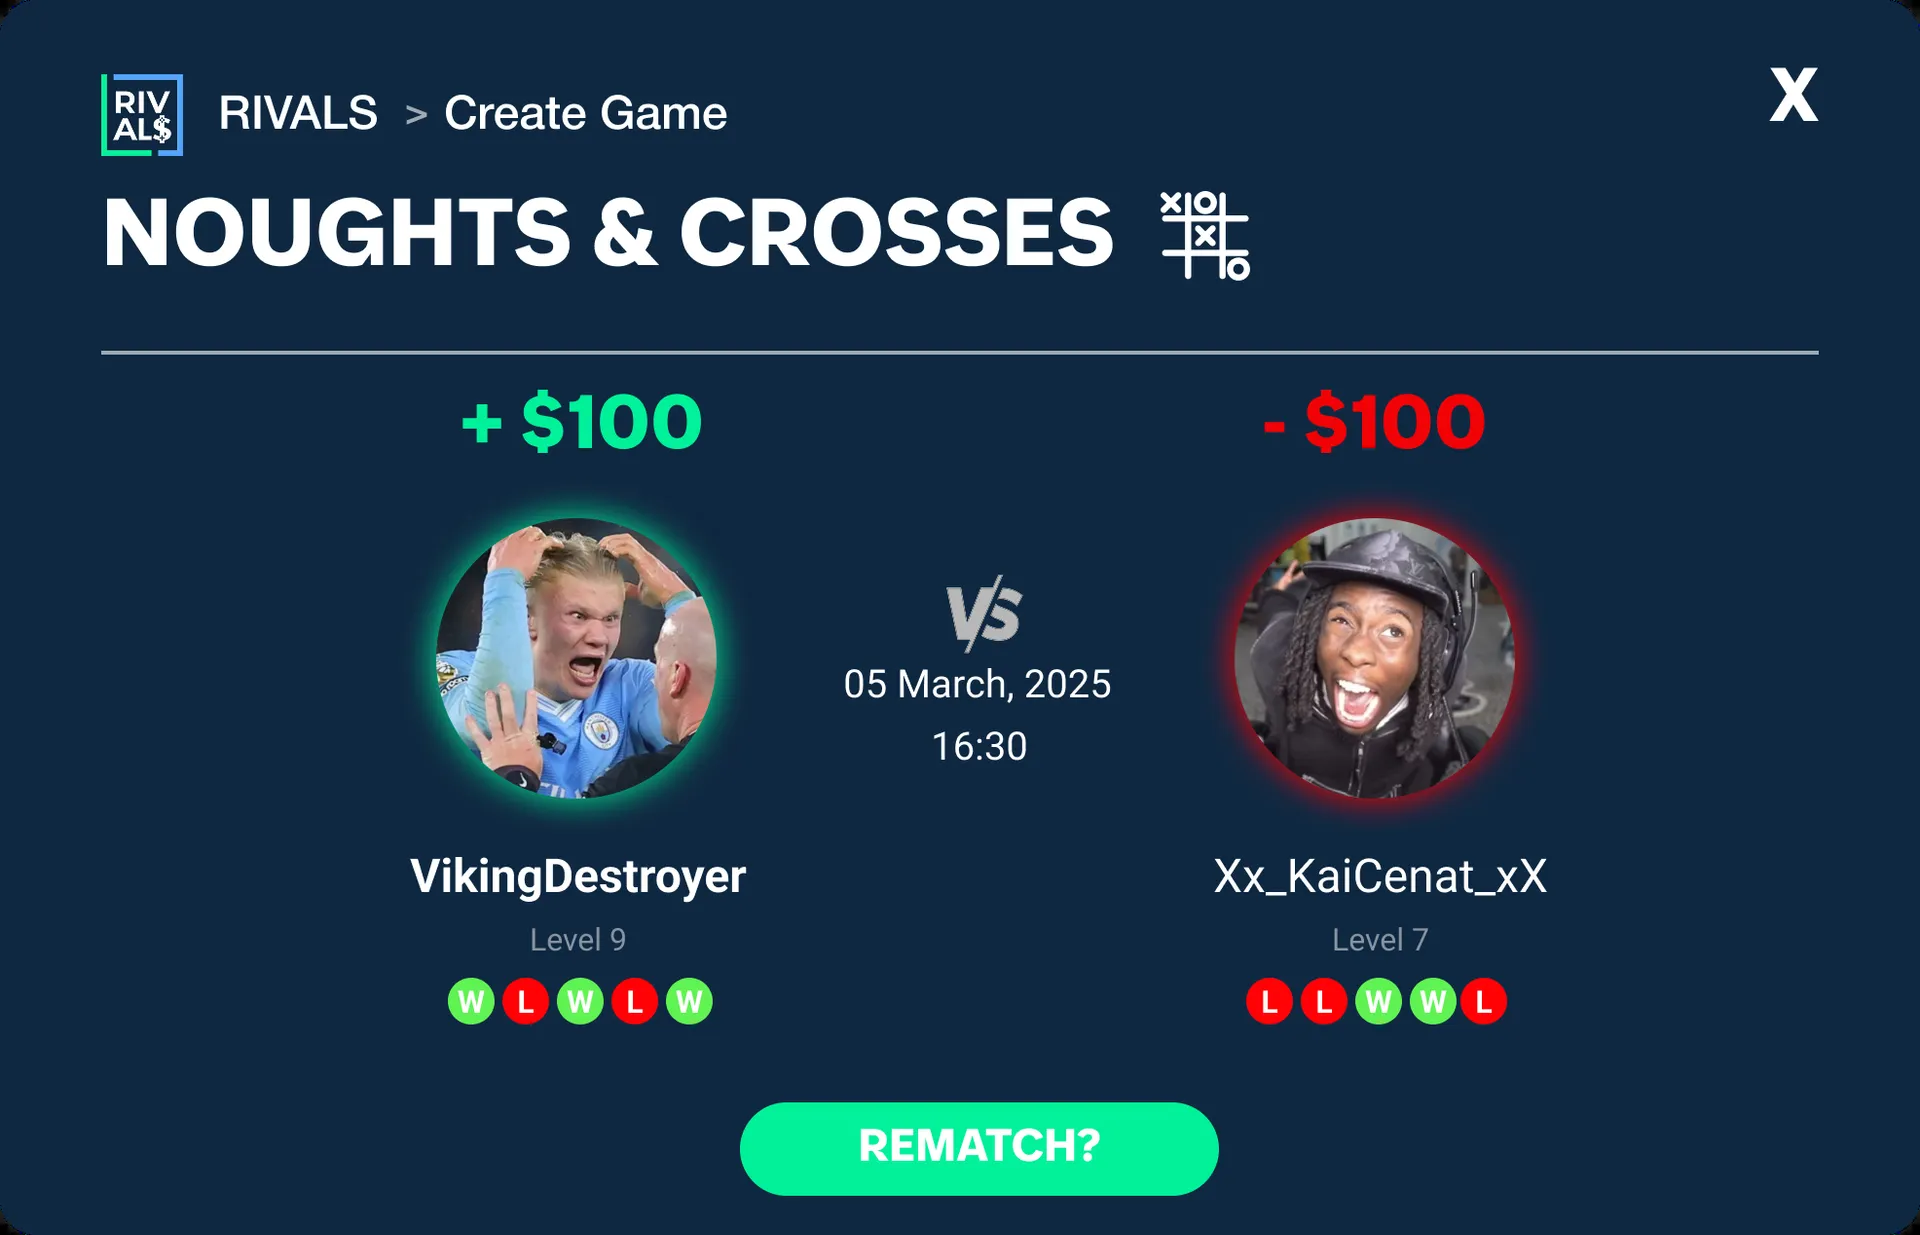 RIV
AL$
RIVALS > Create Game
X
NOUGHTS & CROSSES
+ $100
- $100
VS
05 March, 2025
16:30
VikingDestroyer
Xx_KaiCenat_xX
Level 9
Level 7
W L W L W
L L W W L
REMATCH?